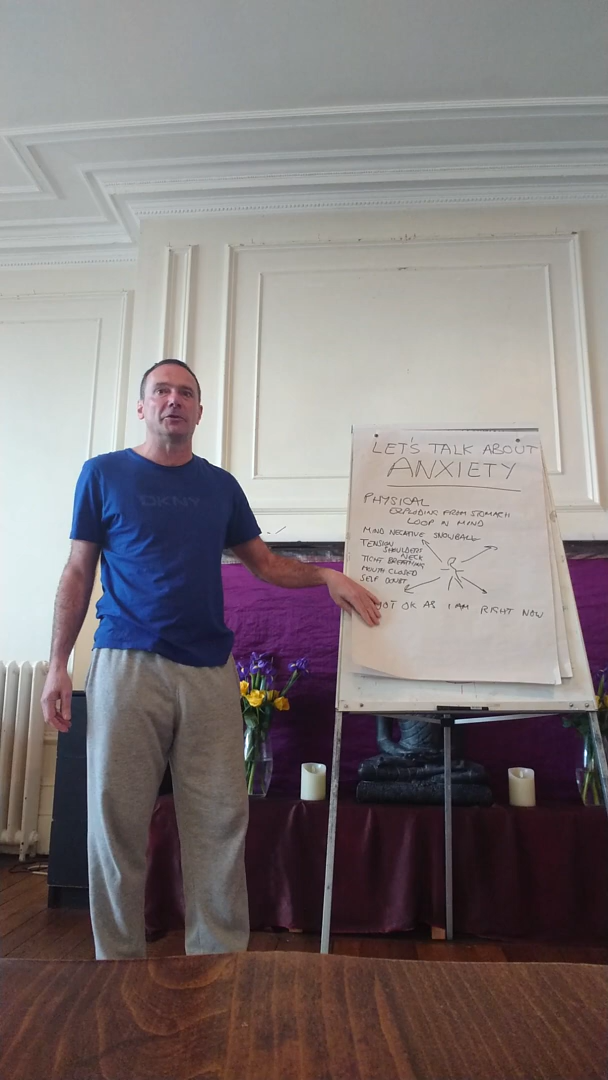 DKNY
LET'S TALK ABOUT
ANXIETY
PHYSICAL
EXPLODING FROM STOMACH
LOOP IN MIND
MIND NEGATIVE SNOWBALL
TENSION
SHOULDERS
NECK
TIGHT BREATHING
MOUTH CLOSED
SELF DOUBT
NOT OK AS I AM RIGHT NOW